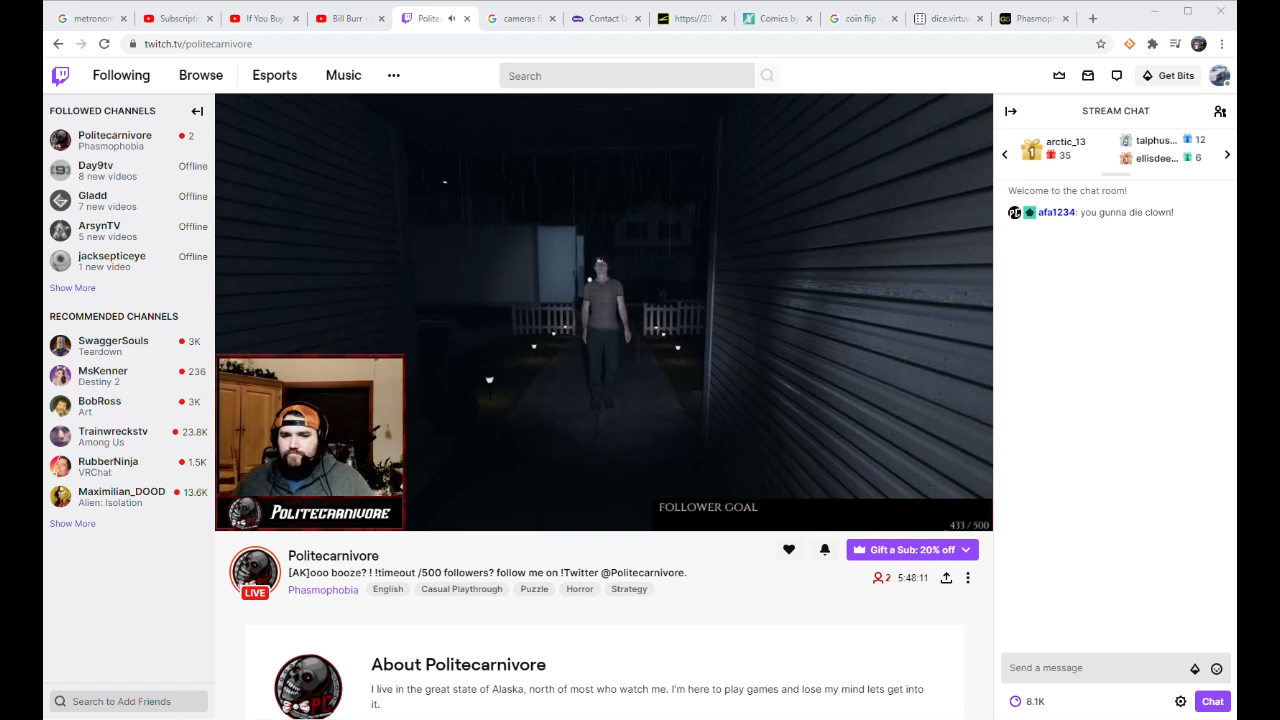 metronom
Subscripti
If You Buy
Bill Burr -
Polite
cameras f
Contact U
https://20
Comics by
coin flip -
dice.virtu
Phasmoph
twitch.tv/politecarnivore
Following
Browse
Esports
Music
Search
Get Bits
FOLLOWED CHANNELS
Politecarnivore
2
Phasmophobia
Day9tv
Offline
8 new videos
Gladd
Offline
7 new videos
ArsynTV
Offline
5 new videos
jacksepticeye
Offline
1 new video
Show More
RECOMMENDED CHANNELS
SwaggerSouls
3K
Teardown
MsKenner
236
Destiny 2
BobRoss
3K
Art
Trainwreckstv
23.8K
Among Us
RubberNinja
1.5K
VRChat
Maximilian_DOOD
13.6K
Alien: Isolation
Show More
Search to Add Friends
POLITECARNIVORE
FOLLOWER GOAL
433 / 500
Politecarnivore
Gift a Sub: 20% off
[AK]ooo booze? ! !timeout /500 followers? follow me on !Twitter @Politecarnivore.
2
5:48:11
LIVE
Phasmophobia
English
Casual Playthrough
Puzzle
Horror
Strategy
About Politecarnivore
I live in the great state of Alaska, north of most who watch me. I'm here to play games and lose my mind lets get into
it.
STREAM CHAT
1
arctic_13
35
talphus...
12
ellisdee...
6
Welcome to the chat room!
afa1234: you gunna die clown!
Send a message
8.1K
Chat